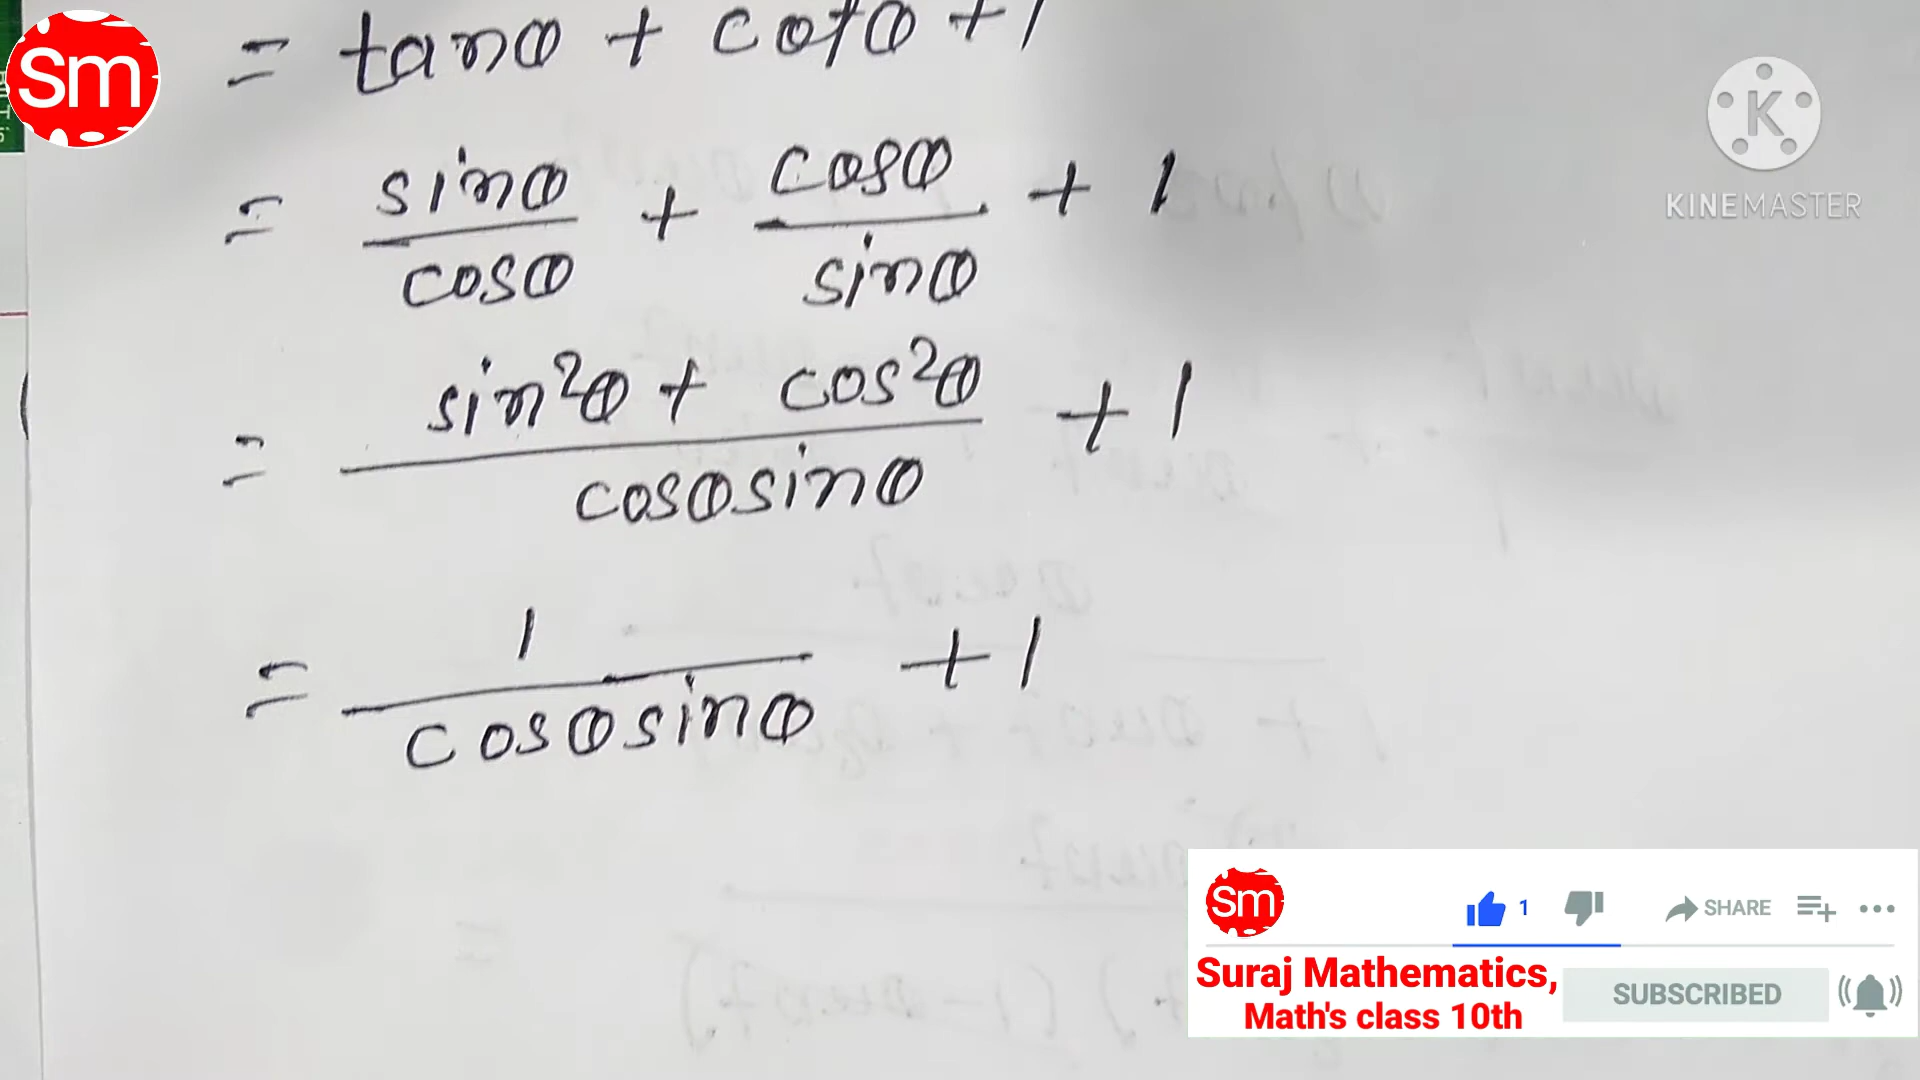 Sm
= tanθ + cotθ + 1
= sinθ/cosθ + cosθ/sinθ + 1
= sin²θ + cos²θ / cosθsinθ + 1
= 1/cosθsinθ + 1
K
KINEMASTER
Sm
1
SHARE
Suraj Mathematics,
Math's class 10th
SUBSCRIBED